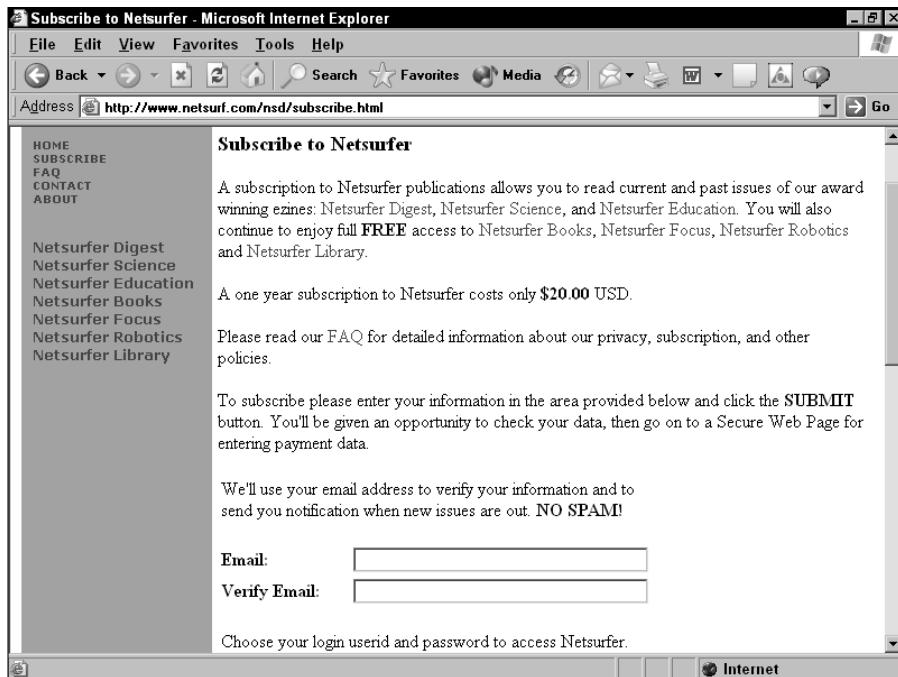 Subscribe to Netsurfer - Microsoft Internet Explorer
File Edit View Favorites Tools Help
Back Search Favorites Media
Address http://www.netsurf.com/nsd/subscribe.html Go
HOME
SUBSCRIBE
FAQ
CONTACT
ABOUT
Netsurfer Digest
Netsurfer Science
Netsurfer Education
Netsurfer Books
Netsurfer Focus
Netsurfer Robotics
Netsurfer Library
Subscribe to Netsurfer
A subscription to Netsurfer publications allows you to read current and past issues of our award
winning ezines: Netsurfer Digest, Netsurfer Science, and Netsurfer Education. You will also
continue to enjoy full FREE access to Netsurfer Books, Netsurfer Focus, Netsurfer Robotics
and Netsurfer Library.
A one year subscription to Netsurfer costs only $20.00 USD.
Please read our FAQ for detailed information about our privacy, subscription, and other
policies.
To subscribe please enter your information in the area provided below and click the SUBMIT
button. You'll be given an opportunity to check your data, then go on to a Secure Web Page for
entering payment data.
We'll use your email address to verify your information and to
send you notification when new issues are out. NO SPAM!
Email:
Verify Email:
Choose your login userid and password to access Netsurfer.
Internet